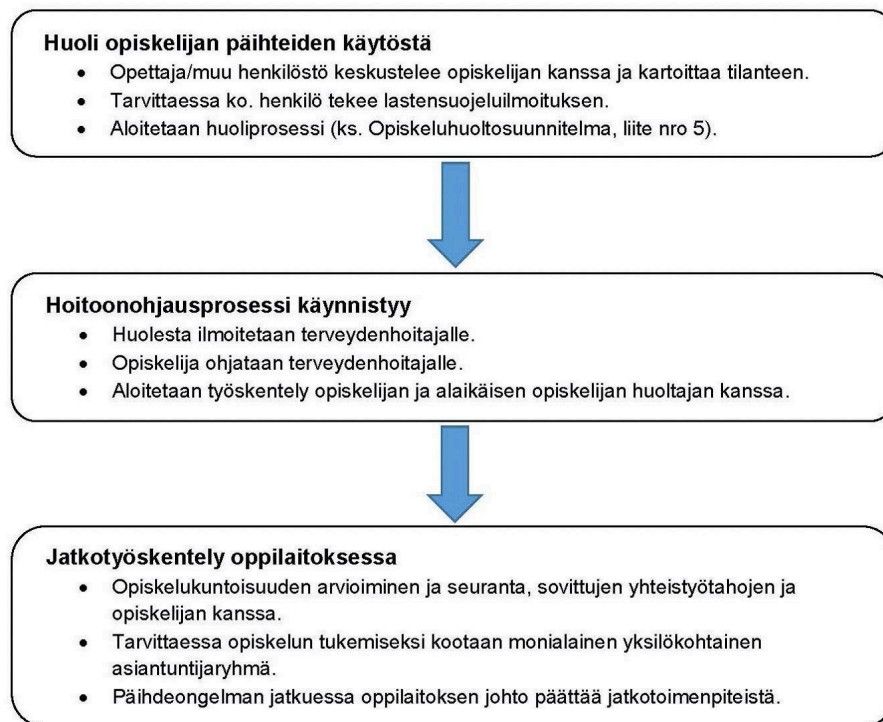 Huoli opiskelijan päihteiden käytöstä
• Opettaja/muu henkilöstö keskustelee opiskelijan kanssa ja kartoittaa tilanteen.
• Tarvittaessa ko. henkilö tekee lastensuojeluilmoituksen.
• Aloitetaan huoliprosessi (ks. Opiskeluhuoltosuunnitelma, liite nro 5).
Hoitoonohjausprosessi käynnistyy
• Huolesta ilmoitetaan terveydenhoitajalle.
• Opiskelija ohjataan terveydenhoitajalle.
• Aloitetaan työskentely opiskelijan ja alaikäisen opiskelijan huoltajan kanssa.
Jatkotyöskentely oppilaitoksessa
• Opiskelukuntoisuuden arvioiminen ja seuranta, sovittujen yhteistyötahojen ja
opiskelijan kanssa.
• Tarvittaessa opiskelun tukemiseksi kootaan monialainen yksilökohtainen
asiantuntijaryhmä.
• Päihdeongelman jatkuessa oppilaitoksen johto päättää jatkotoimenpiteistä.